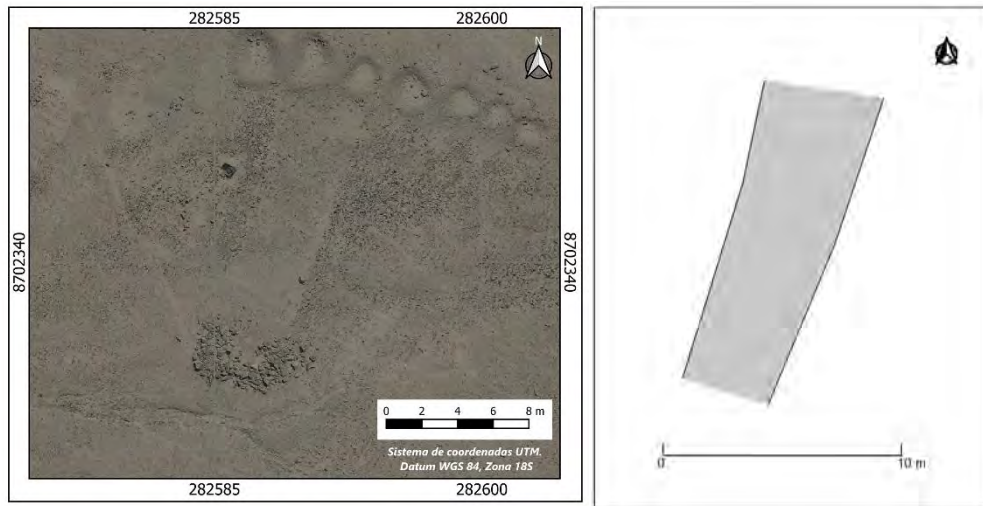 282585 282600
N
8702340
8702340
0 2 4 6 8 m
Sistema de coordenadas UTM.
Datum WGS 84, Zona 18S
282585 282600
0 10 m